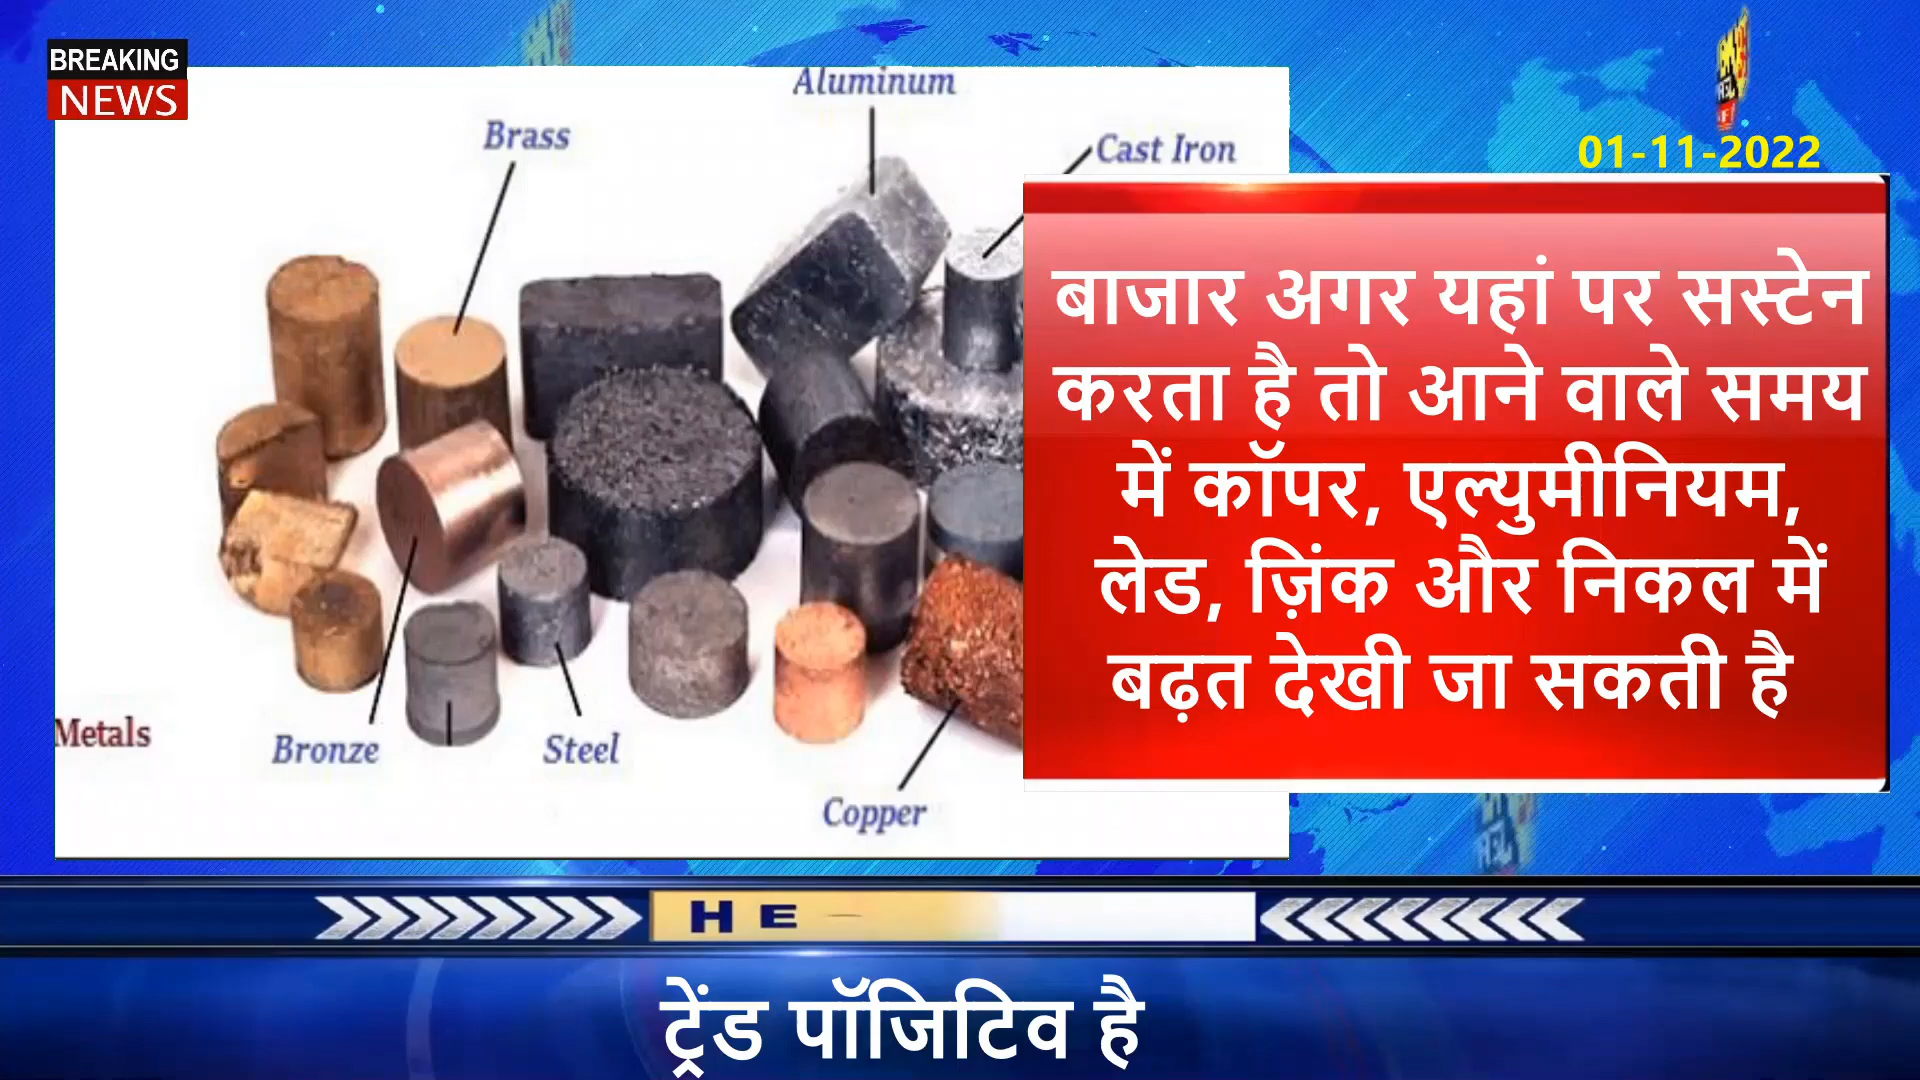 BREAKING
NEWS
01-11-2022
Aluminum
Brass
Cast Iron
Metals
Bronze
Steel
Copper
बाजार अगर यहां पर सस्टेन
करता है तो आने वाले समय
में कॉपर, एल्युमीनियम,
लेड, ज़िंक और निकल में
बढ़त देखी जा सकती है
H E
ट्रेंड पॉजिटिव है